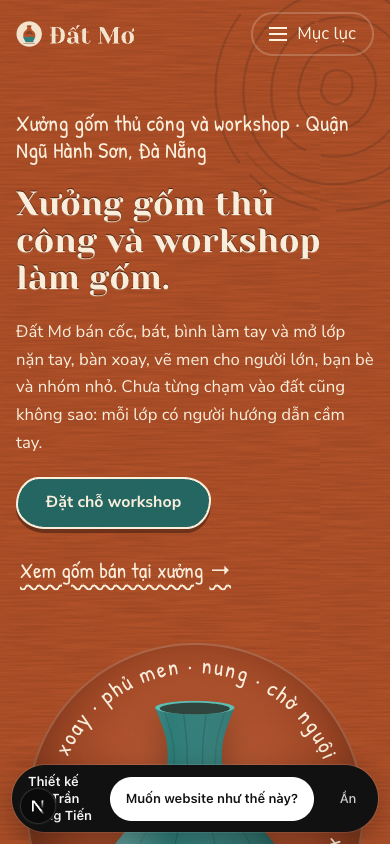 Đất Mơ
Mục lục
Xưởng gốm thủ công và workshop · Quận
Ngũ Hành Sơn, Đà Nẵng
Xưởng gốm thủ
công và workshop
làm gốm.
Đất Mơ bán cốc, bát, bình làm tay và mở lớp
nặn tay, bàn xoay, vẽ men cho người lớn, bạn bè
và nhóm nhỏ. Chưa từng chạm vào đất cũng
không sao: mỗi lớp có người hướng dẫn cầm
tay.
Đặt chỗ workshop
Xem gốm bán tại xưởng →
xoay · phủ men · nung · chờ nguội
Thiết kế
Trần
Tiến
Muốn website như thế này?
Ẩn
N